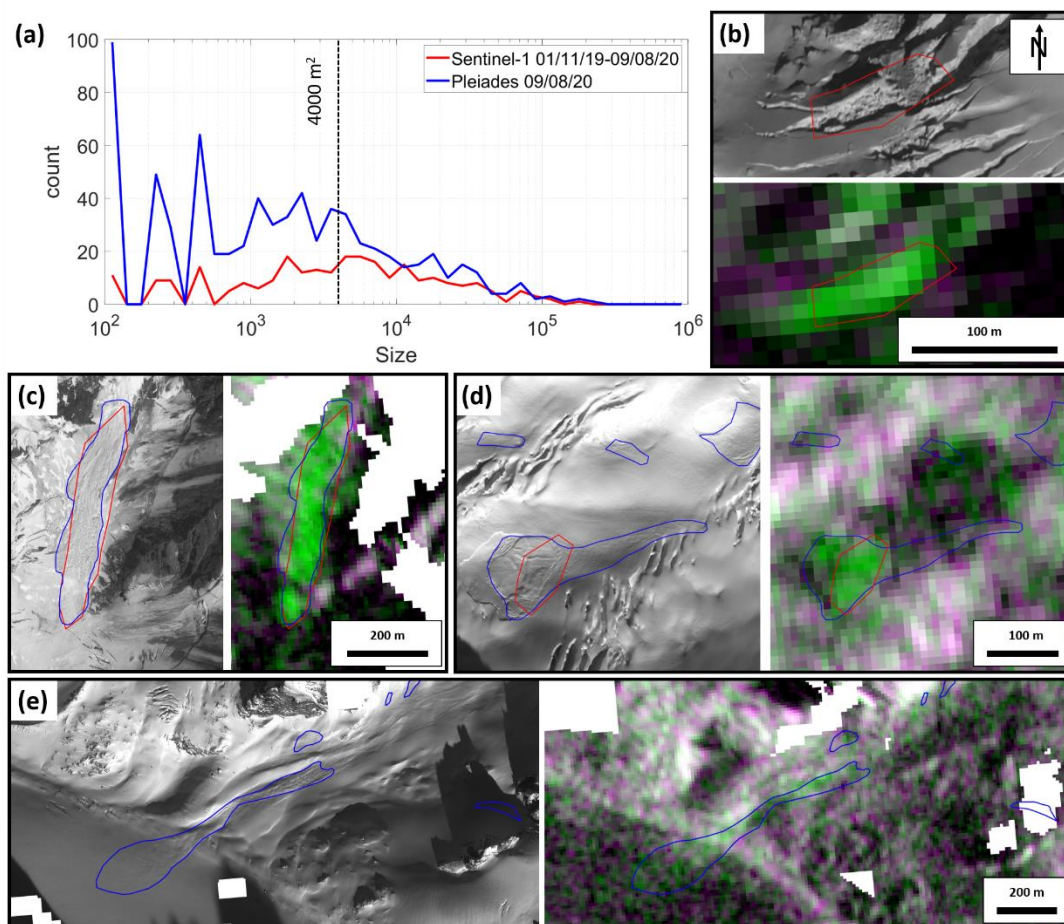 (a)
100
80
60
40
20
0
count
4000 m²
Sentinel-1 01/11/19-09/08/20
Pleiades 09/08/20
10² 10³ 10⁴ 10⁵ 10⁶
Size
(b)
N
100 m
(c)
200 m
(d)
100 m
(e)
200 m